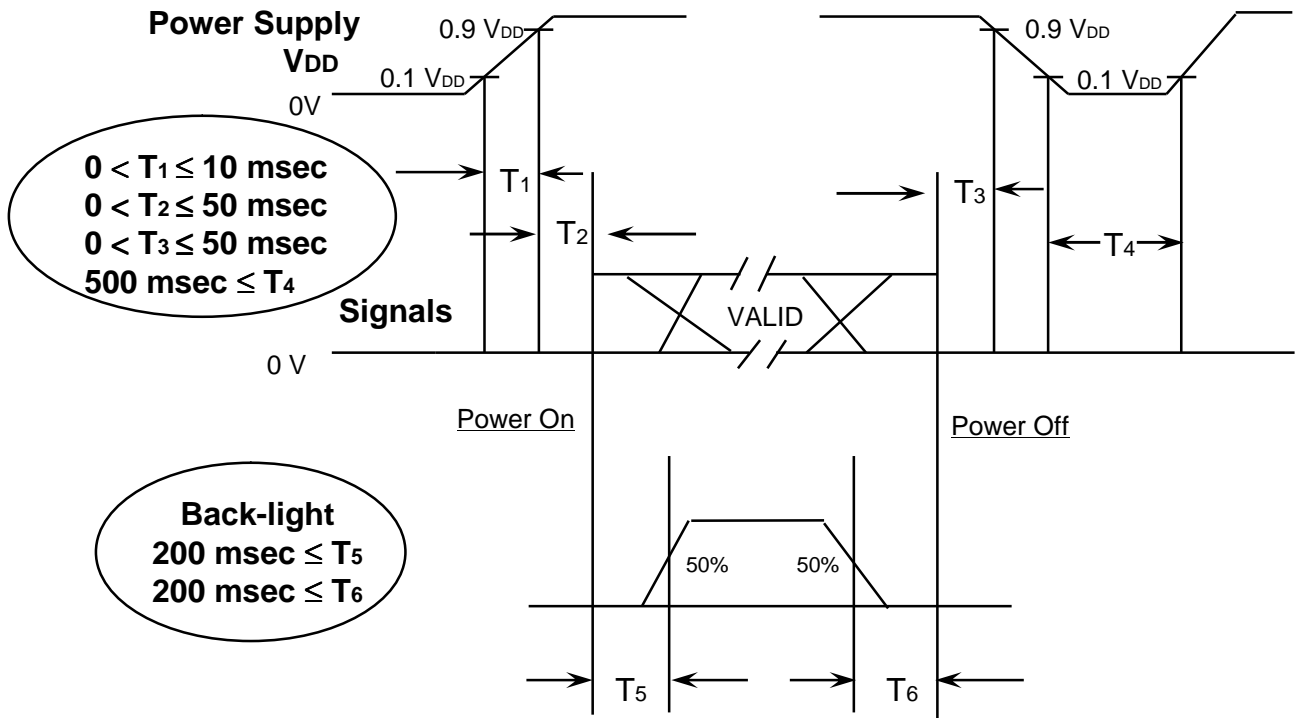 Power Supply
VDD
0.9 VDD
0.1 VDD
0V
0.9 VDD
0.1 VDD
0 < T1 ≤ 10 msec
0 < T2 ≤ 50 msec
0 < T3 ≤ 50 msec
500 msec ≤ T4
T1
T2
T3
T4
Signals
VALID
0 V
Power On
Power Off
Back-light
200 msec ≤ T5
200 msec ≤ T6
50%
50%
T5
T6